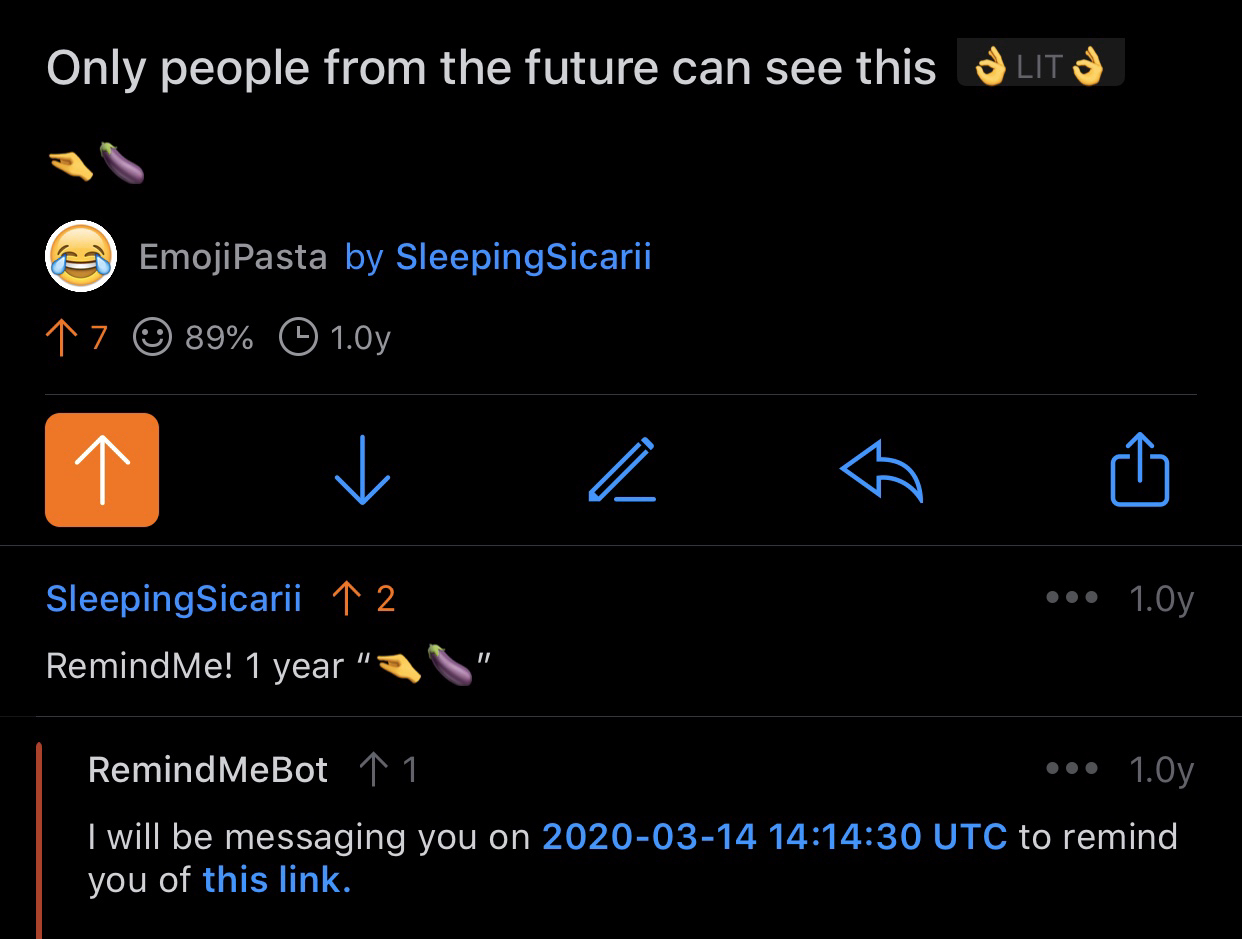 Only people from the future can see this 👌LIT👌
🫳🍆
EmojiPasta by SleepingSicarii
7 89% 1.0y
SleepingSicarii 2 ••• 1.0y
RemindMe! 1 year “🫳🍆”
RemindMeBot 1 ••• 1.0y
I will be messaging you on 2020-03-14 14:14:30 UTC to remind
you of this link.